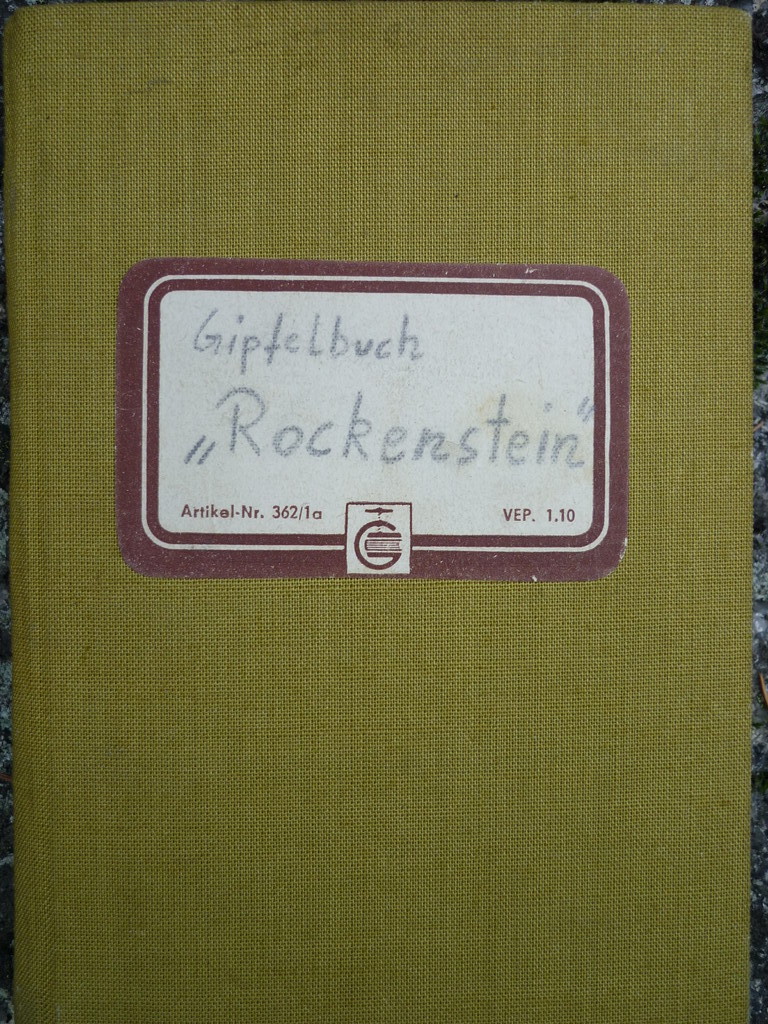 Gipfelbuch
„Rockenstein“
Artikel-Nr. 362/1a VEP. 1.10